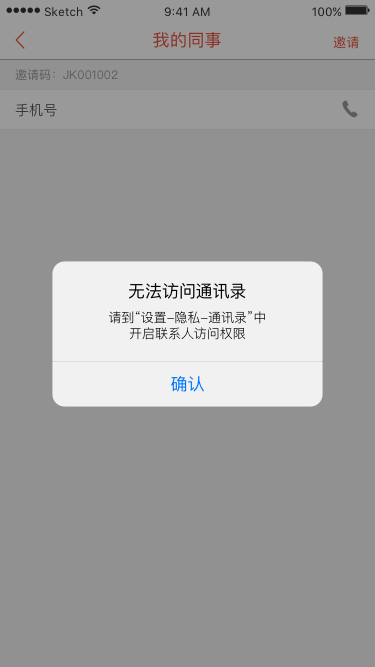 Sketch 9:41 AM 100%
我的同事 邀请
邀请码：JK001002
手机号
无法访问通讯录
请到“设置-隐私-通讯录”中
开启联系人访问权限
确认